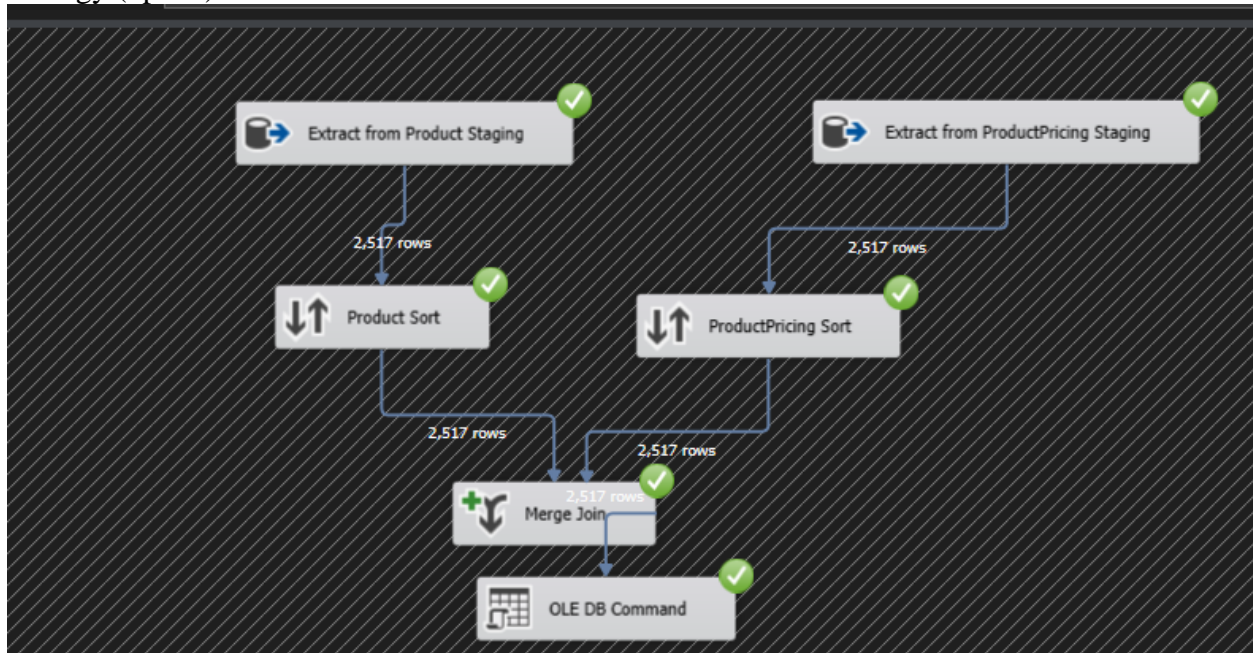 Extract from Product Staging
Extract from ProductPricing Staging
2,517 rows
2,517 rows
Product Sort
ProductPricing Sort
2,517 rows
2,517 rows
2,517 rows
Merge Join
OLE DB Command